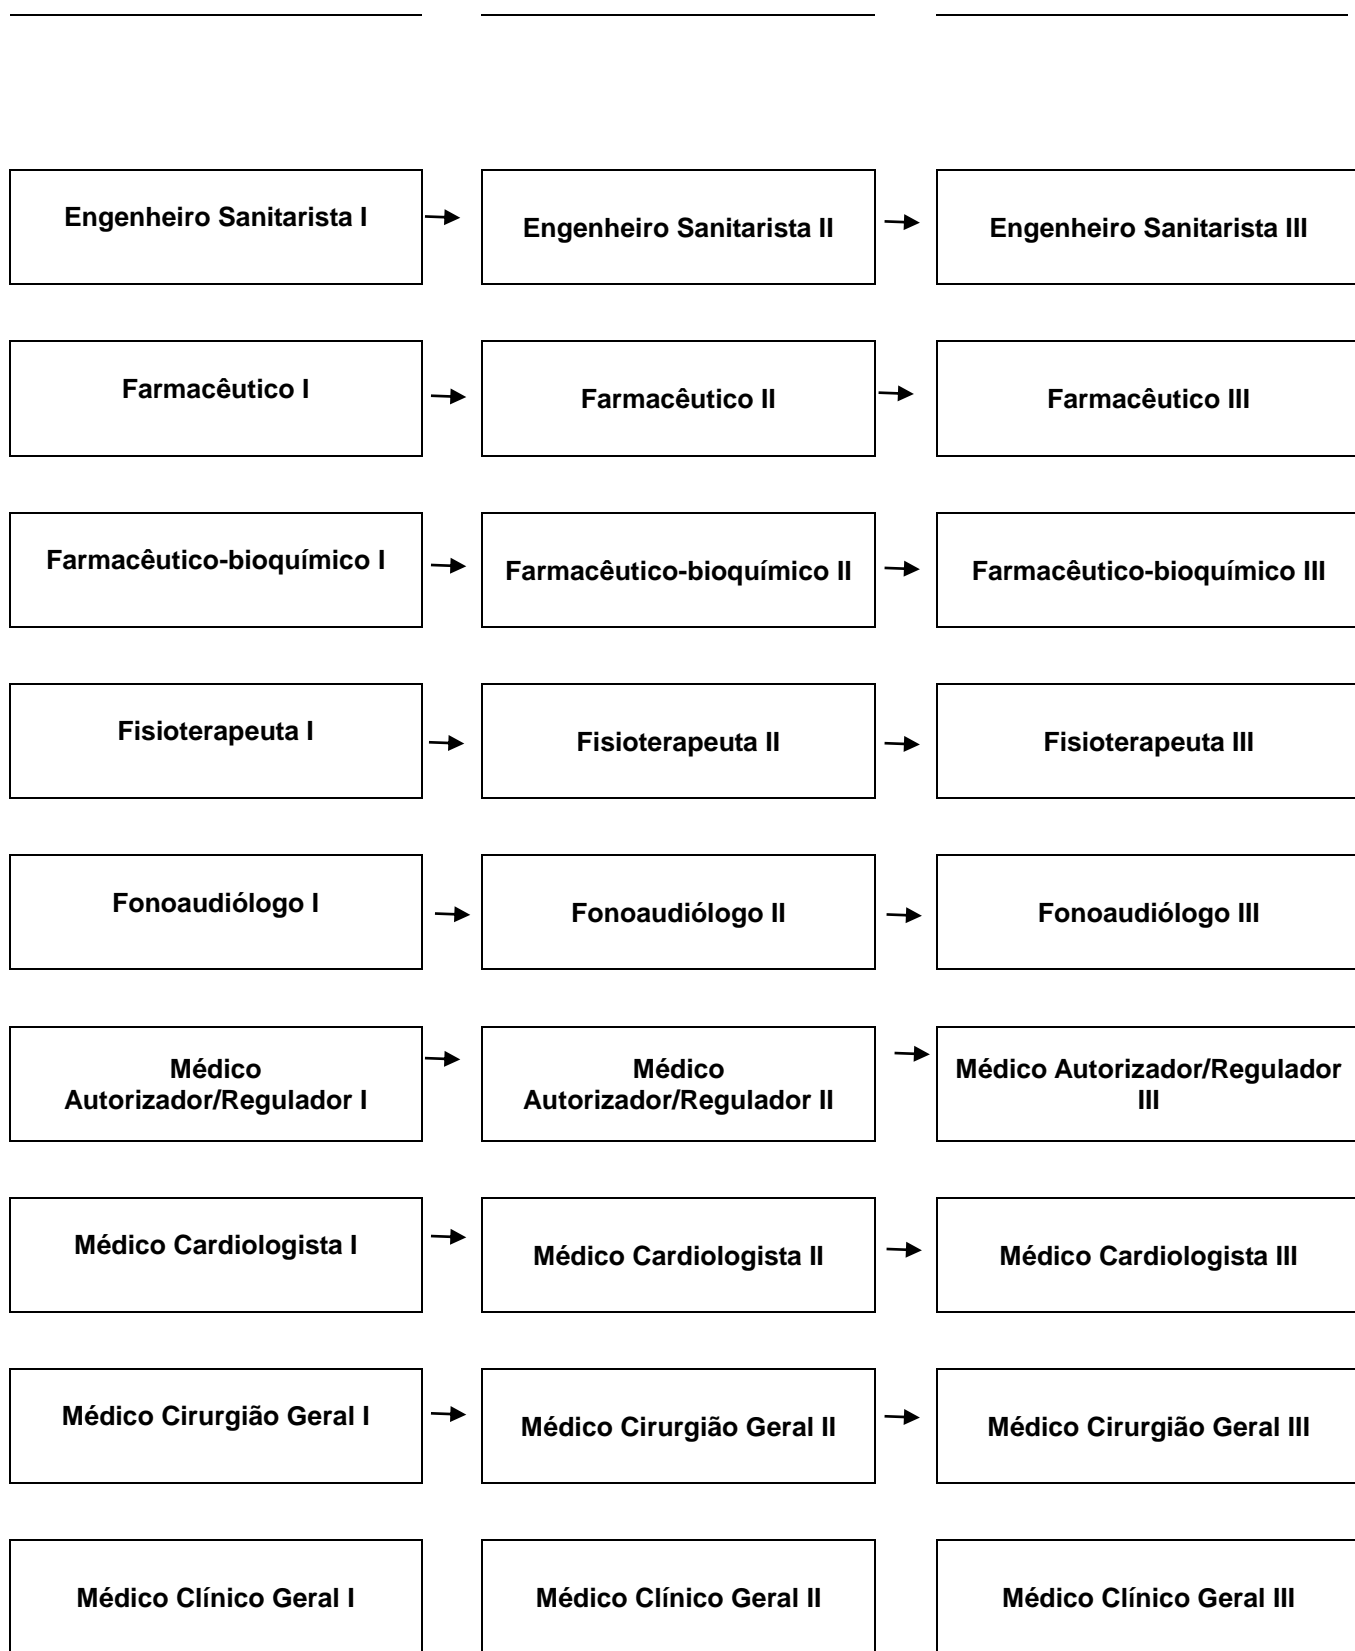 Engenheiro Sanitarista I
Engenheiro Sanitarista II
Engenheiro Sanitarista III
Farmacêutico I
Farmacêutico II
Farmacêutico III
Farmacêutico-bioquímico I
Farmacêutico-bioquímico II
Farmacêutico-bioquímico III
Fisioterapeuta I
Fisioterapeuta II
Fisioterapeuta III
Fonoaudiólogo I
Fonoaudiólogo II
Fonoaudiólogo III
Médico
Autorizador/Regulador I
Médico
Autorizador/Regulador II
Médico Autorizador/Regulador
III
Médico Cardiologista I
Médico Cardiologista II
Médico Cardiologista III
Médico Cirurgião Geral I
Médico Cirurgião Geral II
Médico Cirurgião Geral III
Médico Clínico Geral I
Médico Clínico Geral II
Médico Clínico Geral III